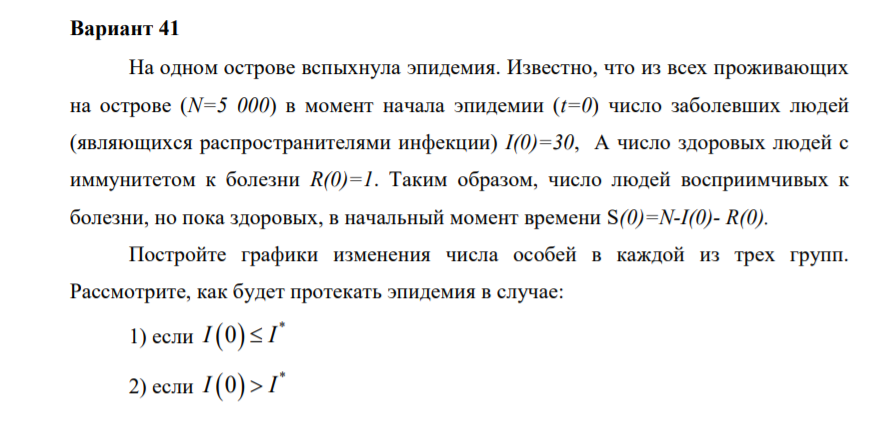 Вариант 41
На одном острове вспыхнула эпидемия. Известно, что из всех проживающих
на острове (N=5 000) в момент начала эпидемии (t=0) число заболевших людей
(являющихся распространителями инфекции) I(0)=30, А число здоровых людей с
иммунитетом к болезни R(0)=1. Таким образом, число людей восприимчивых к
болезни, но пока здоровых, в начальный момент времени S(0)=N-I(0)- R(0).
Постройте графики изменения числа особей в каждой из трех групп.
Рассмотрите, как будет протекать эпидемия в случае:
1) если I(0) ≤ I*
2) если I(0) > I*